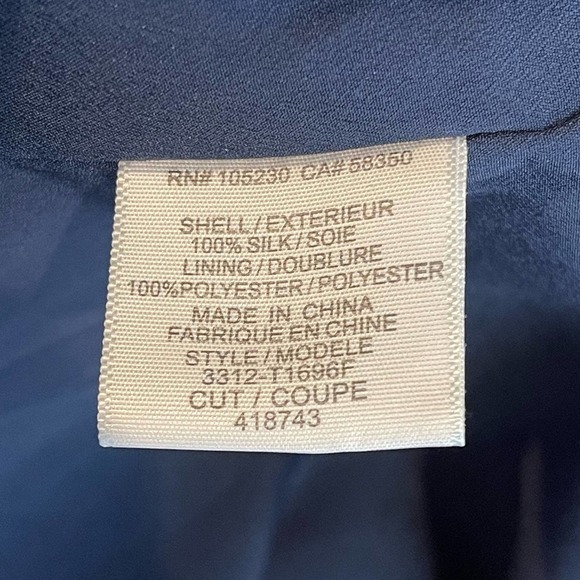 RN# 105230 CA# 58350
SHELL/EXTERIEUR
100% SILK/SOIE
LINING/DOUBLURE
100%POLYESTER/POLYESTER
MADE IN CHINA
FABRIQUE EN CHINE
STYLE/MODELE
3312-T1696F
CUT / COUPE
418743